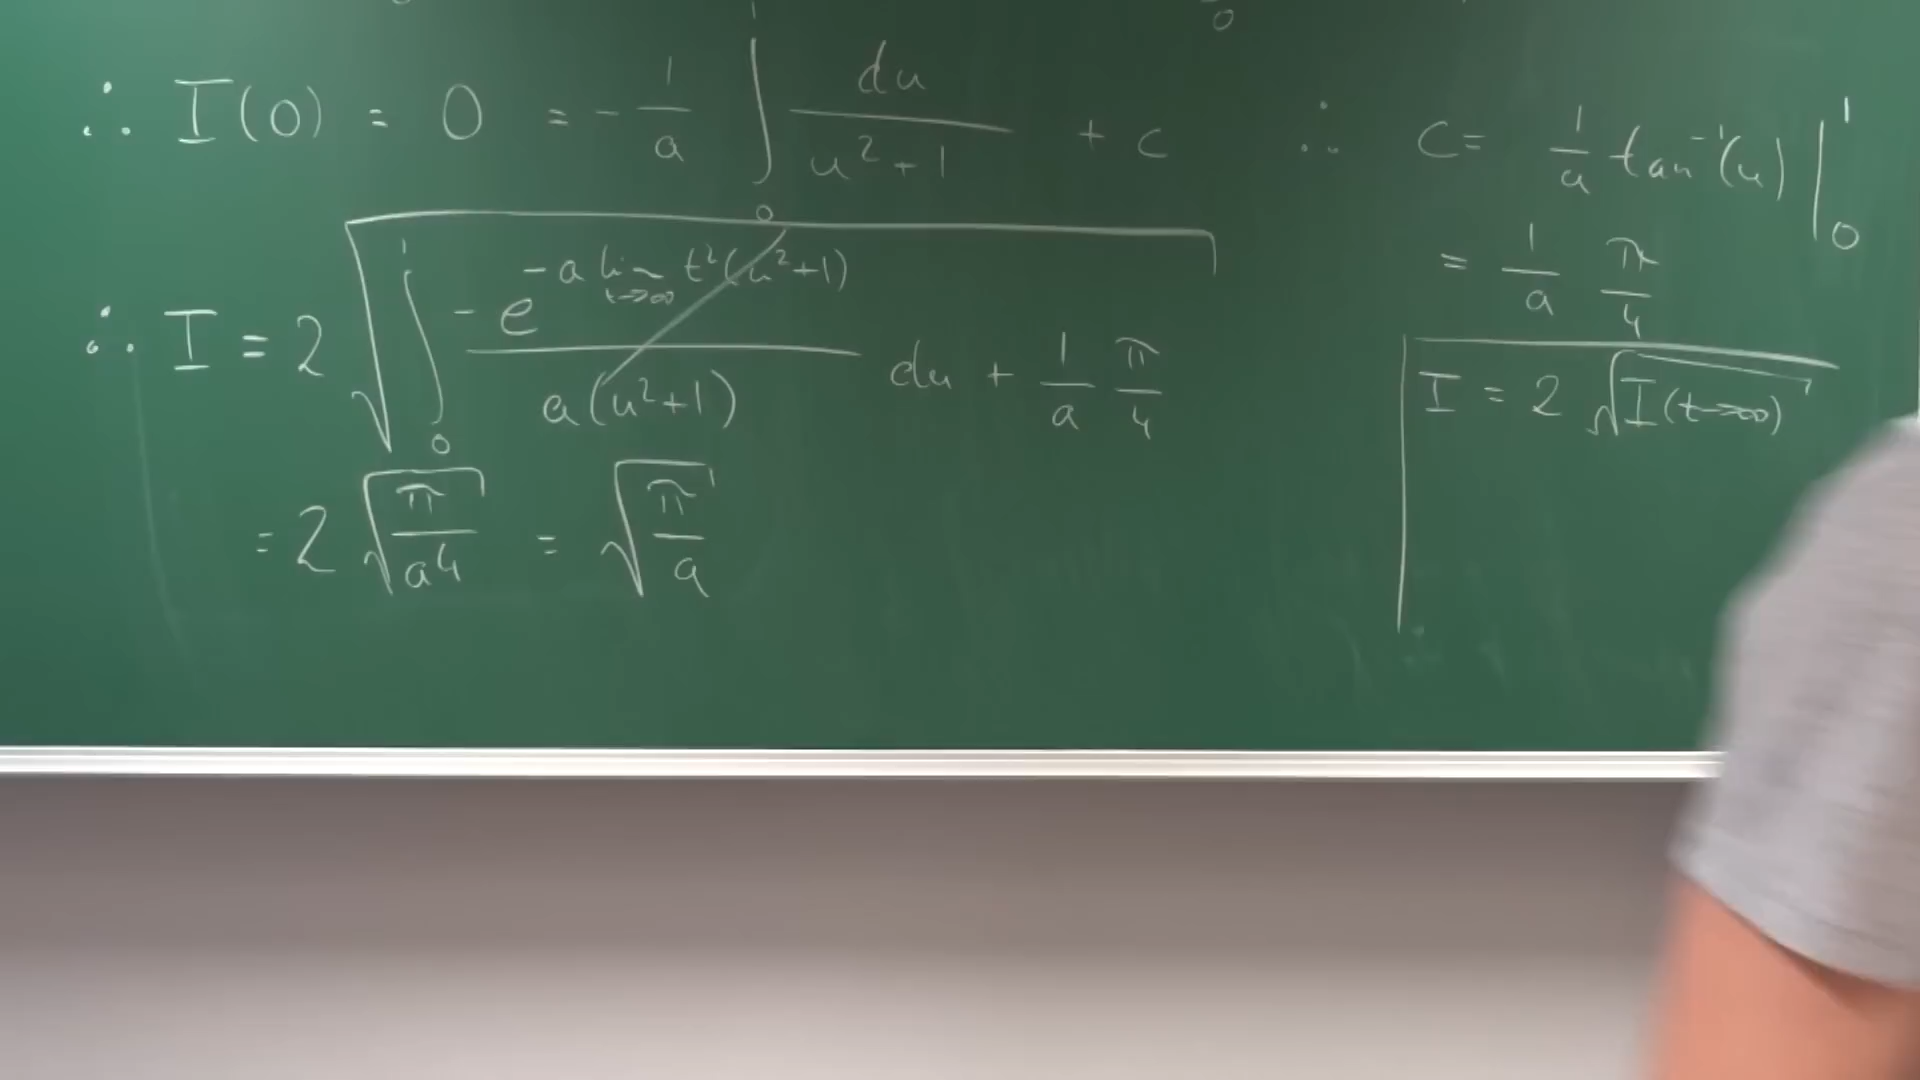 ∴ I(0) = 0 = - 1/a ∫₀¹ du/(u²+1) + c ∴ C = 1/a tan⁻¹(u) |₀¹
= 1/a π/4
∴ I = 2 √( ∫₀¹ -e^(-a lim_(t→∞) t²(u²+1)) / a(u²+1) du + 1/a π/4 )
I = 2 √(I(t→∞))
= 2 √(π/a4) = √(π/a)